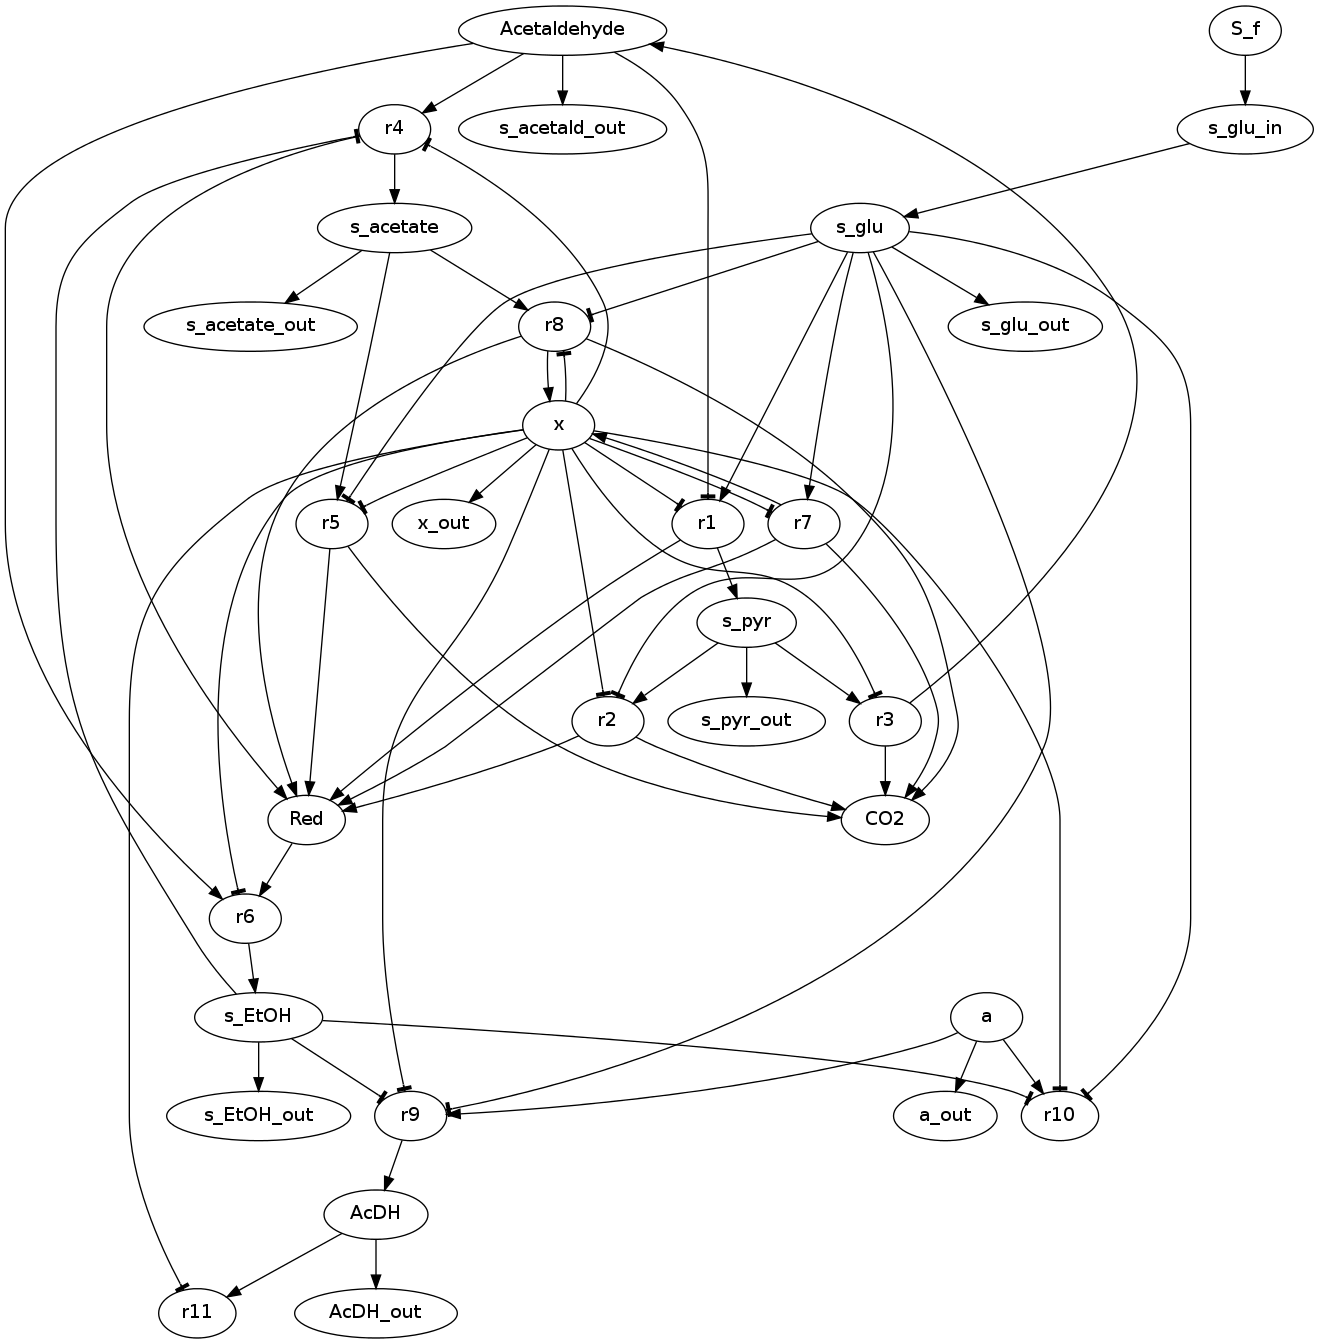 Acetaldehyde
S_f
r4
s_acetald_out
s_glu_in
s_acetate
s_glu
s_acetate_out
r8
s_glu_out
x
r5
x_out
r1
r7
s_pyr
r2
s_pyr_out
r3
Red
CO2
r6
s_EtOH
a
s_EtOH_out
r9
a_out
r10
AcDH
r11
AcDH_out